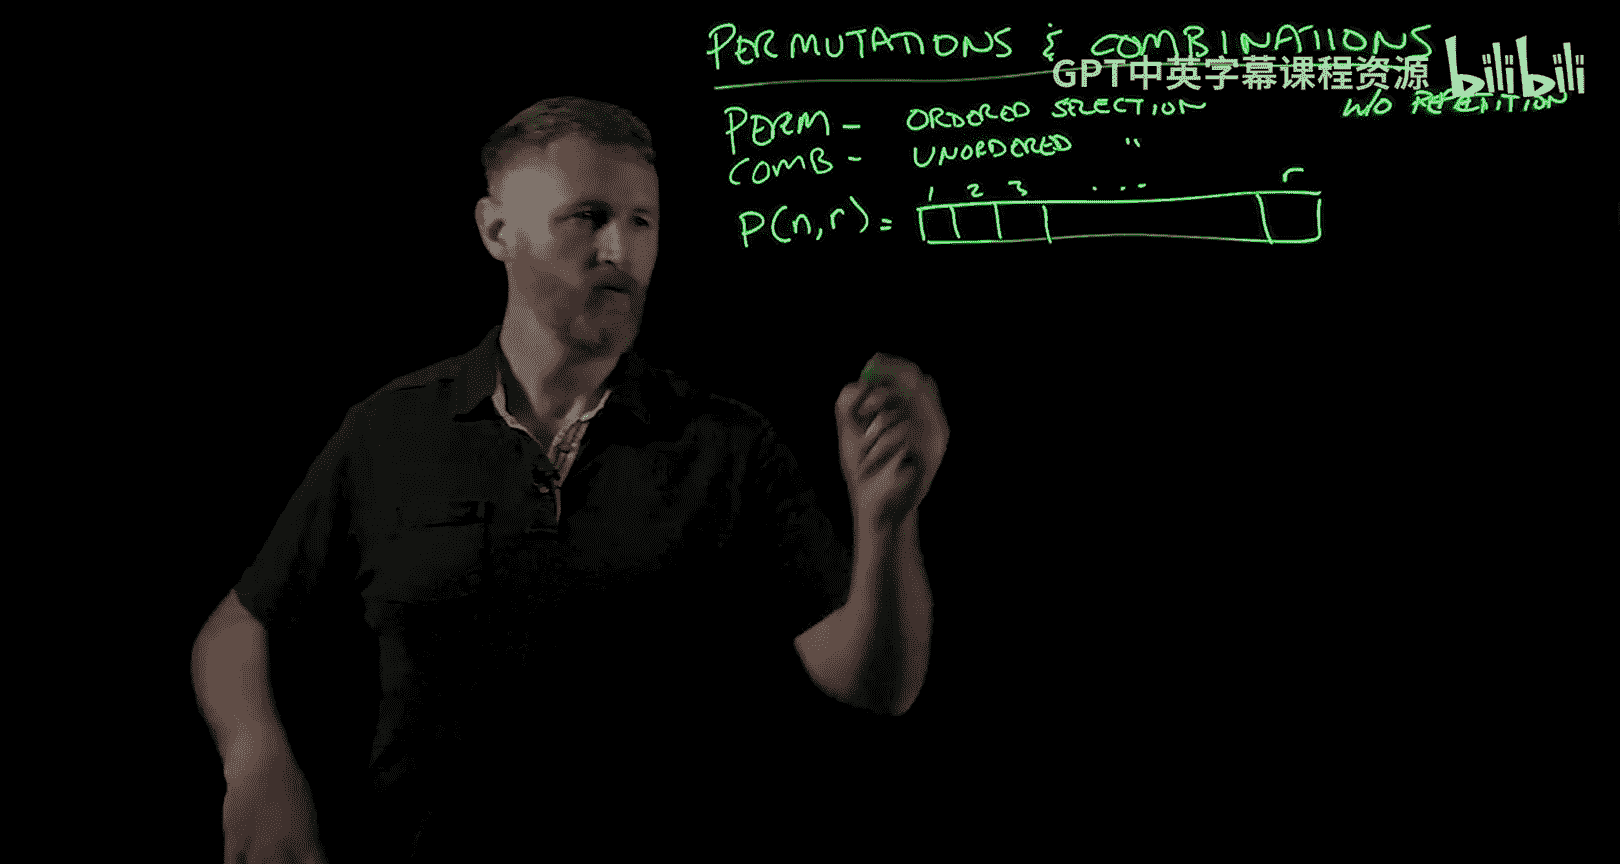 PERMUTATIONS & COMBINATIONS
GPT中英字幕课程资源 bilibili
PERM - ORDERED SELECTION W/O REPETITION
COMB - UNORDERED "
1 2 3 ... r
P(n,r) =